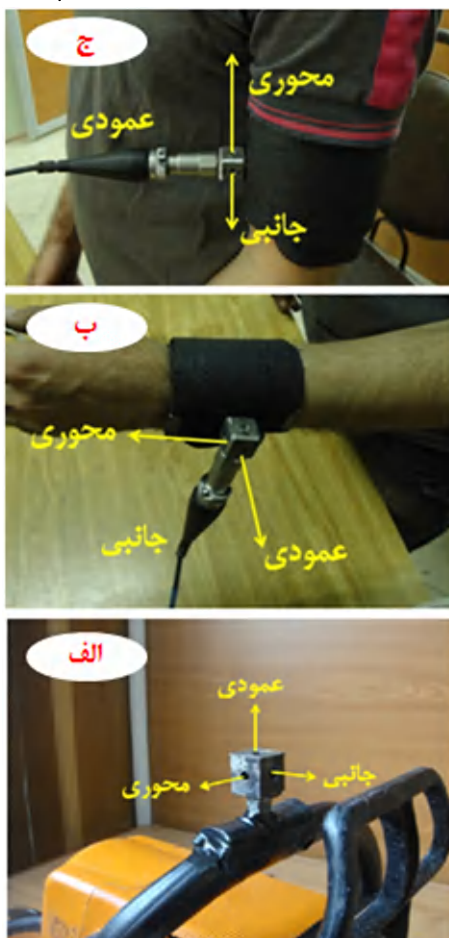 ج
محوری
عمودی
جانبی
ب
محوری
جانبی
عمودی
الف
عمودی
جانبی
محوری